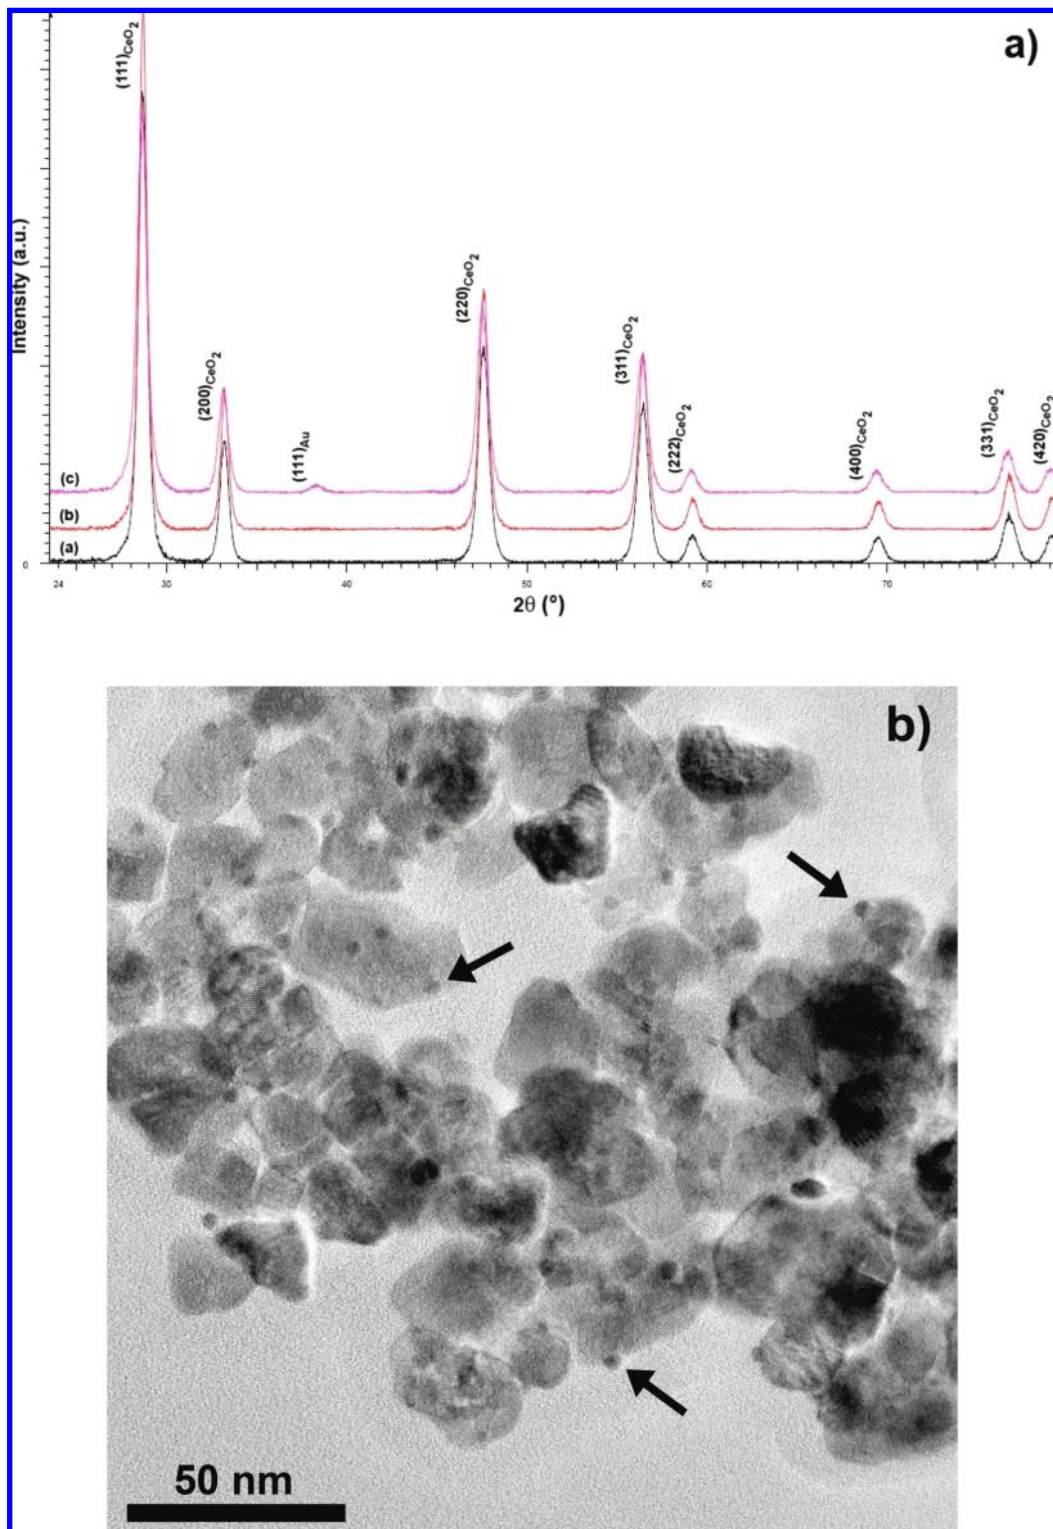 a)
Intensity (a.u.)
(111)CeO2
(200)CeO2
(111)Au
(220)CeO2
(311)CeO2
(222)CeO2
(400)CeO2
(331)CeO2
(420)CeO2
(c)
(b)
(a)
0
24 30 40 50 60 70
2θ (°)
b)
50 nm